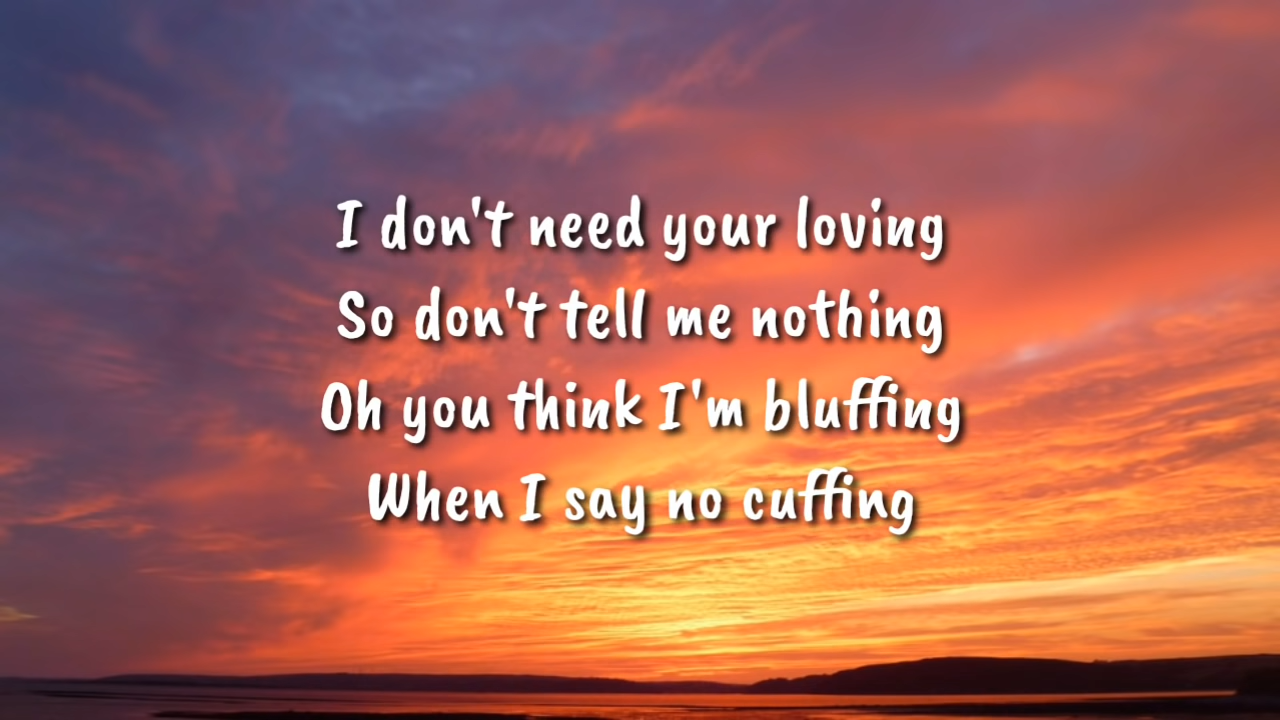 I don't need your loving
So don't tell me nothing
Oh you think I'm bluffing
When I say no cuffing